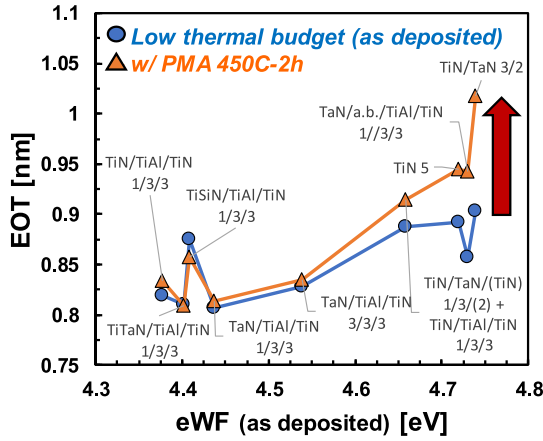 Low thermal budget (as deposited)
w/ PMA 450C-2h
EOT [nm]
1.1
1.05
1
0.95
0.9
0.85
0.8
0.75
TiN/TaN 3/2
TaN/a.b./TiAl/TiN
1//3/3
TiN 5
TiN/TiAl/TiN
1/3/3
TiSiN/TiAl/TiN
1/3/3
TiTaN/TiAl/TiN
1/3/3
TaN/TiAl/TiN
1/3/3
TaN/TiAl/TiN
3/3/3
TiN/TaN/(TiN)
1/3/(2) +
TiN/TiAl/TiN
1/3/3
4.3
4.4
4.5
4.6
4.7
4.8
eWF (as deposited) [eV]